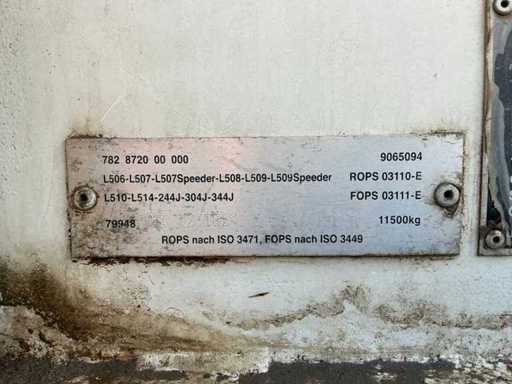 782 8720 00 000 9065094
L506-L507-L507Speeder-L508-L509-L509Speeder ROPS 03110-E
L510-L514-244J-304J-344J FOPS 03111-E
79948 11500kg
ROPS nach ISO 3471, FOPS nach ISO 3449